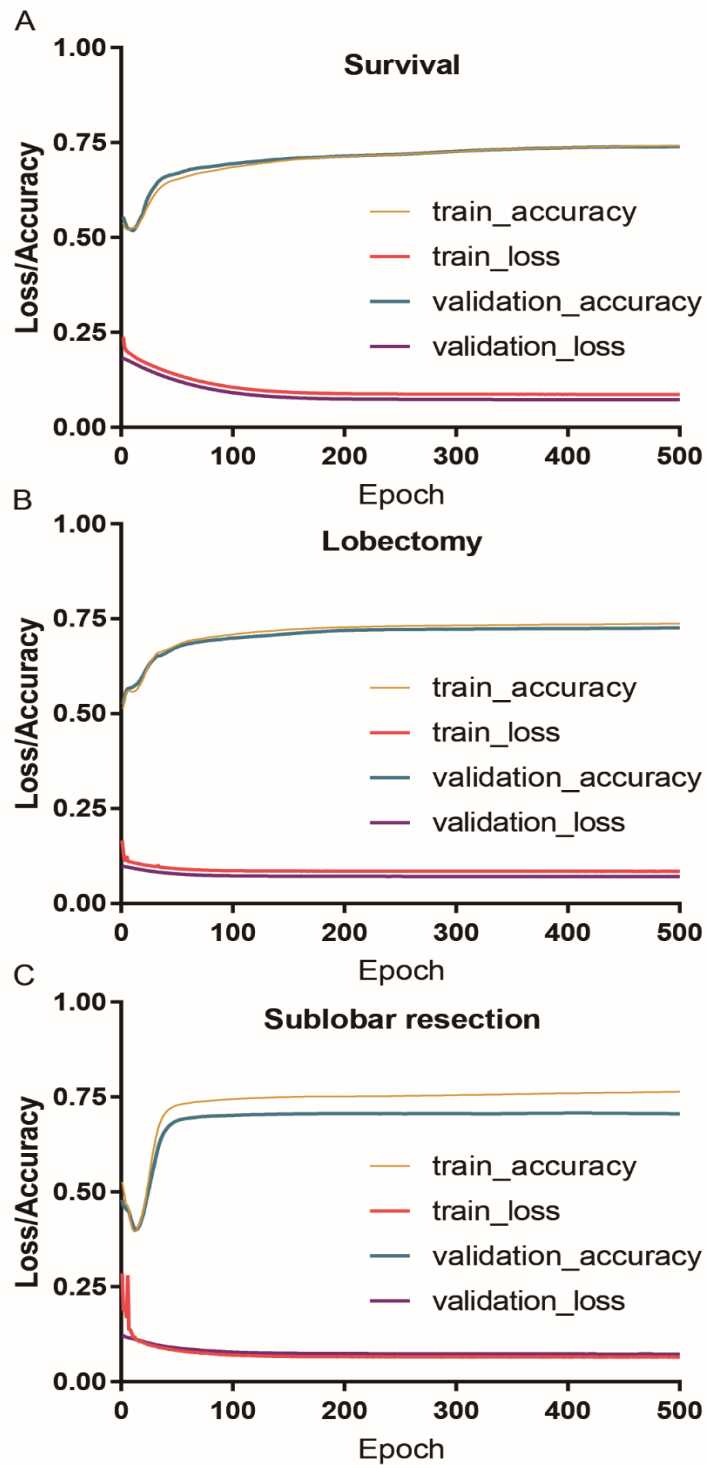 A
Survival
1.00
0.75
0.50
0.25
0.00
Loss/Accuracy
train_accuracy
train_loss
validation_accuracy
validation_loss
0 100 200 300 400 500
Epoch
B
Lobectomy
1.00
0.75
0.50
0.25
0.00
Loss/Accuracy
train_accuracy
train_loss
validation_accuracy
validation_loss
0 100 200 300 400 500
Epoch
C
Sublobar resection
1.00
0.75
0.50
0.25
0.00
Loss/Accuracy
train_accuracy
train_loss
validation_accuracy
validation_loss
0 100 200 300 400 500
Epoch